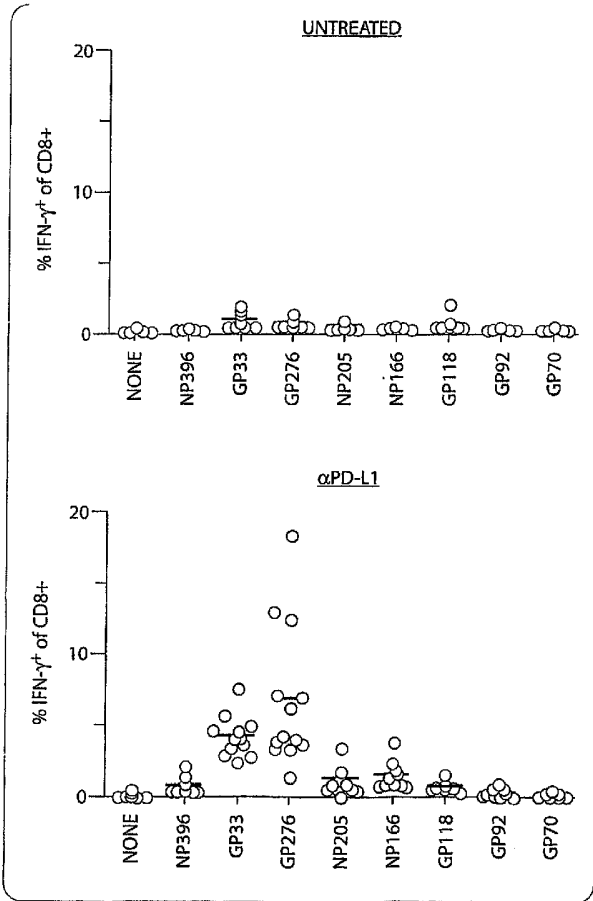 UNTREATED
% IFN-γ+ of CD8+
20
10
0
NONE
NP396
GP33
GP276
NP205
NP166
GP118
GP92
GP70
αPD-L1
% IFN-γ+ of CD8+
20
10
0
NONE
NP396
GP33
GP276
NP205
NP166
GP118
GP92
GP70